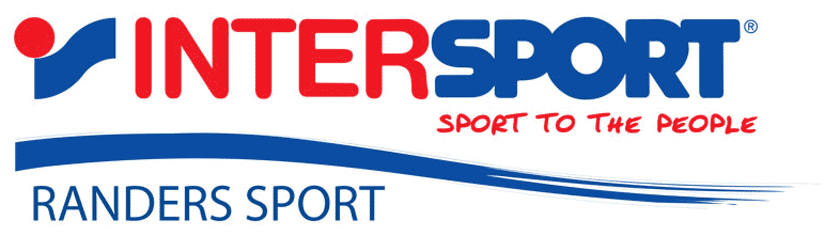 INTERSPORT®
SPORT TO THE PEOPLE
RANDERS SPORT